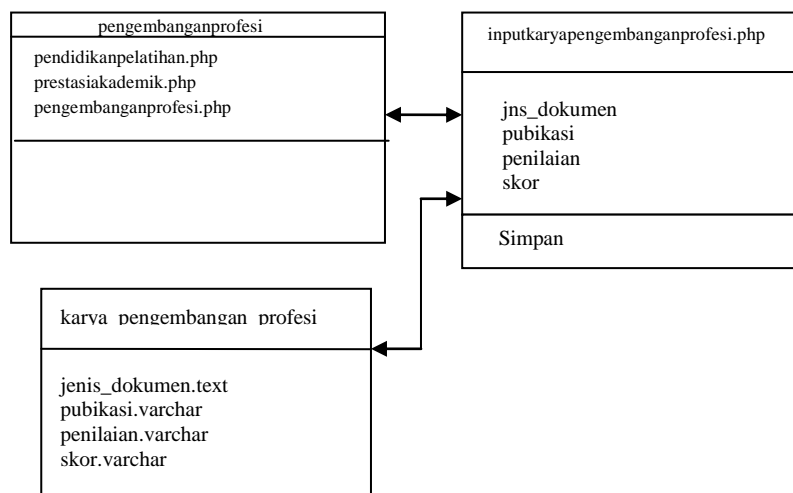 pengembanganprofesi
pendidikanpelatihan.php
prestasiakademik.php
pengembanganprofesi.php
inputkaryapengembanganprofesi.php
jns_dokumen
pubikasi
penilaian
skor
Simpan
karya_pengembangan_profesi
jenis_dokumen.text
pubikasi.varchar
penilaian.varchar
skor.varchar